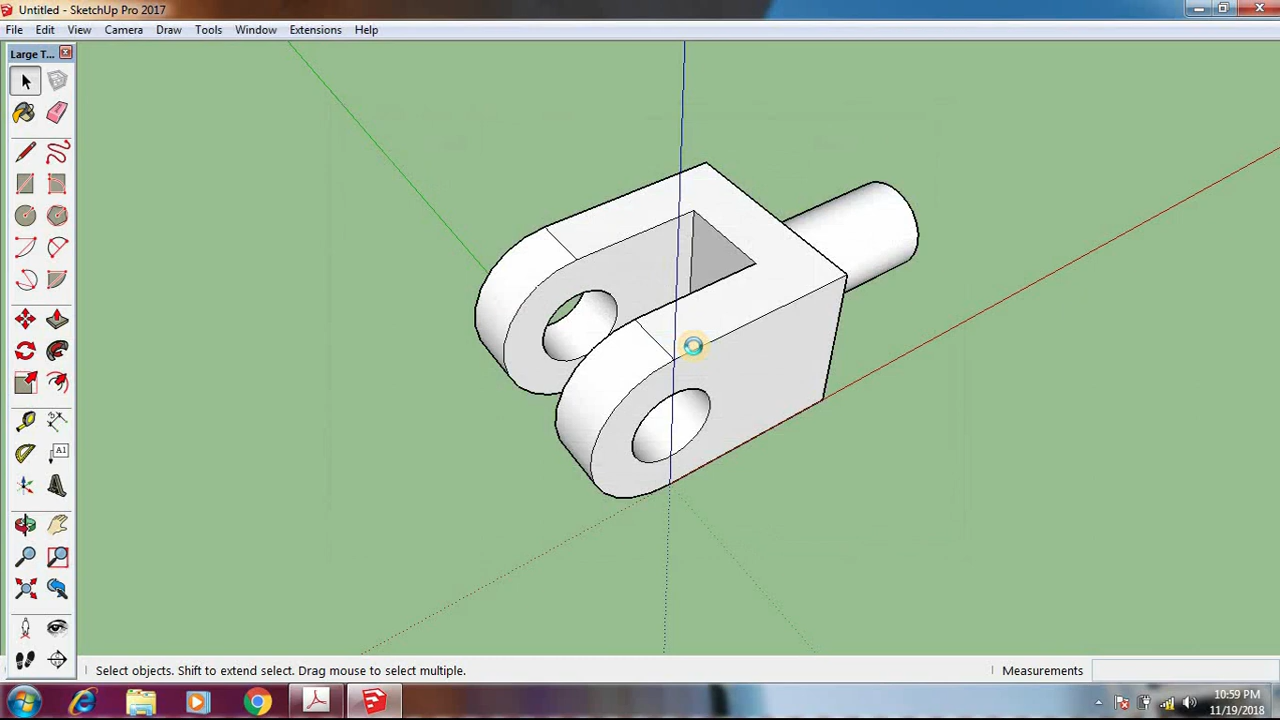 Untitled - SketchUp Pro 2017
File Edit View Camera Draw Tools Window Extensions Help
Large T...
A1
Select objects. Shift to extend select. Drag mouse to select multiple.
Measurements
10:59 PM
11/19/2018